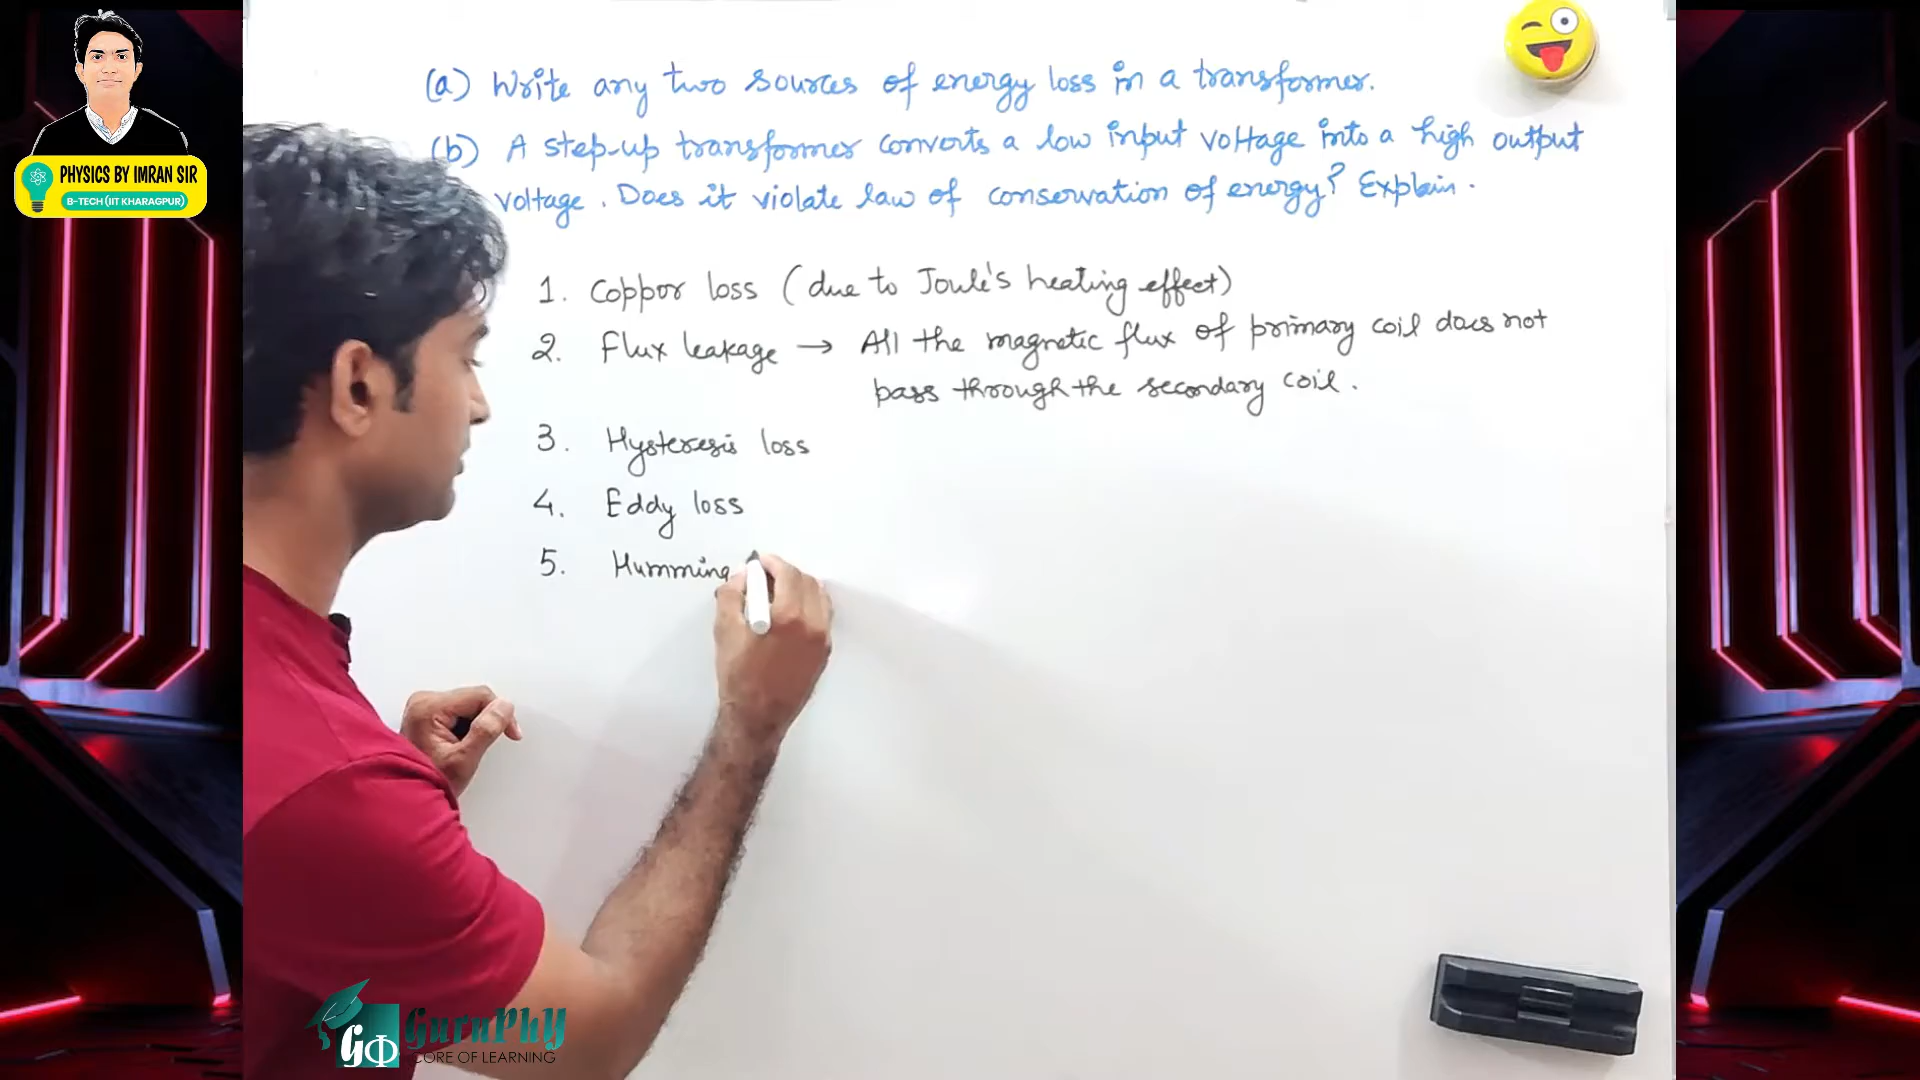 (a) Write any two sources of energy loss in a transformer.
(b) A step-up transformer converts a low input voltage into a high output
voltage. Does it violate law of conservation of energy? Explain.
PHYSICS BY IMRAN SIR
B-TECH (IIT KHARAGPUR)
1. Coppor loss (due to Joule's heating effect)
2. Flux leakage → All the magnetic flux of primary coil does not
pass through the secondary coil.
3. Hysteresis loss
4. Eddy loss
5. Humming
GΦ GuruPhy
CORE OF LEARNING